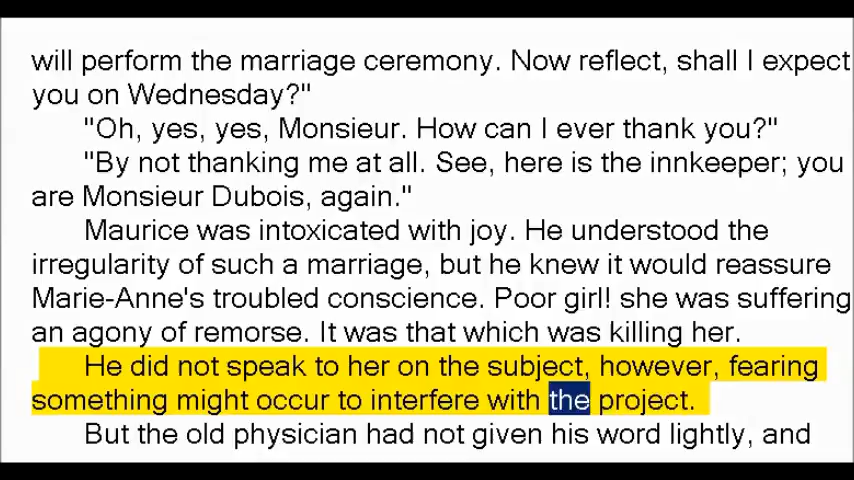 will perform the marriage ceremony. Now reflect, shall I expect
you on Wednesday?"
"Oh, yes, yes, Monsieur. How can I ever thank you?"
"By not thanking me at all. See, here is the innkeeper; you
are Monsieur Dubois, again."
Maurice was intoxicated with joy. He understood the
irregularity of such a marriage, but he knew it would reassure
Marie-Anne's troubled conscience. Poor girl! she was suffering
an agony of remorse. It was that which was killing her.
He did not speak to her on the subject, however, fearing
something might occur to interfere with the project.
But the old physician had not given his word lightly, and